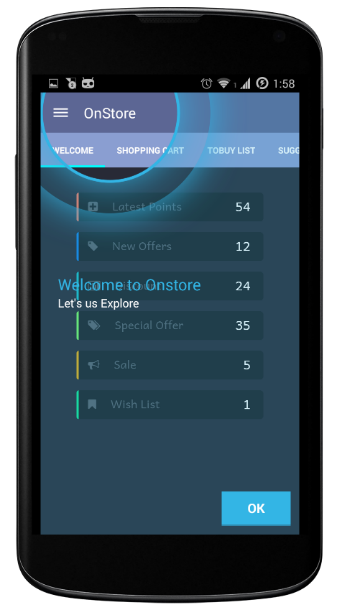 1:58
OnStore
WELCOME SHOPPING CART TOBUY LIST SUGG
Latest Points 54
New Offers 12
24
Welcome to Onstore
Let's us Explore
Special Offer 35
Sale 5
Wish List 1
OK